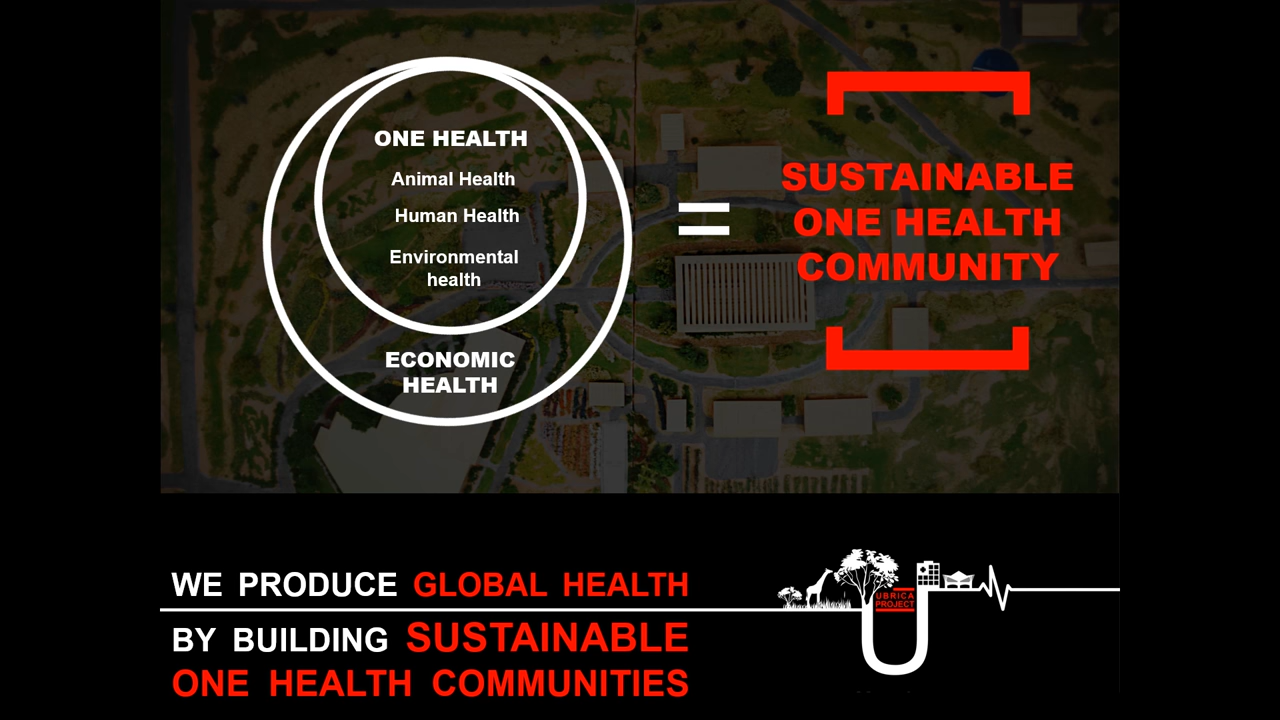 ONE HEALTH
Animal Health
Human Health
Environmental
health
ECONOMIC
HEALTH
=
SUSTAINABLE
ONE HEALTH
COMMUNITY
WE PRODUCE GLOBAL HEALTH
BY BUILDING SUSTAINABLE
ONE HEALTH COMMUNITIES
UBRICA
PROJECT